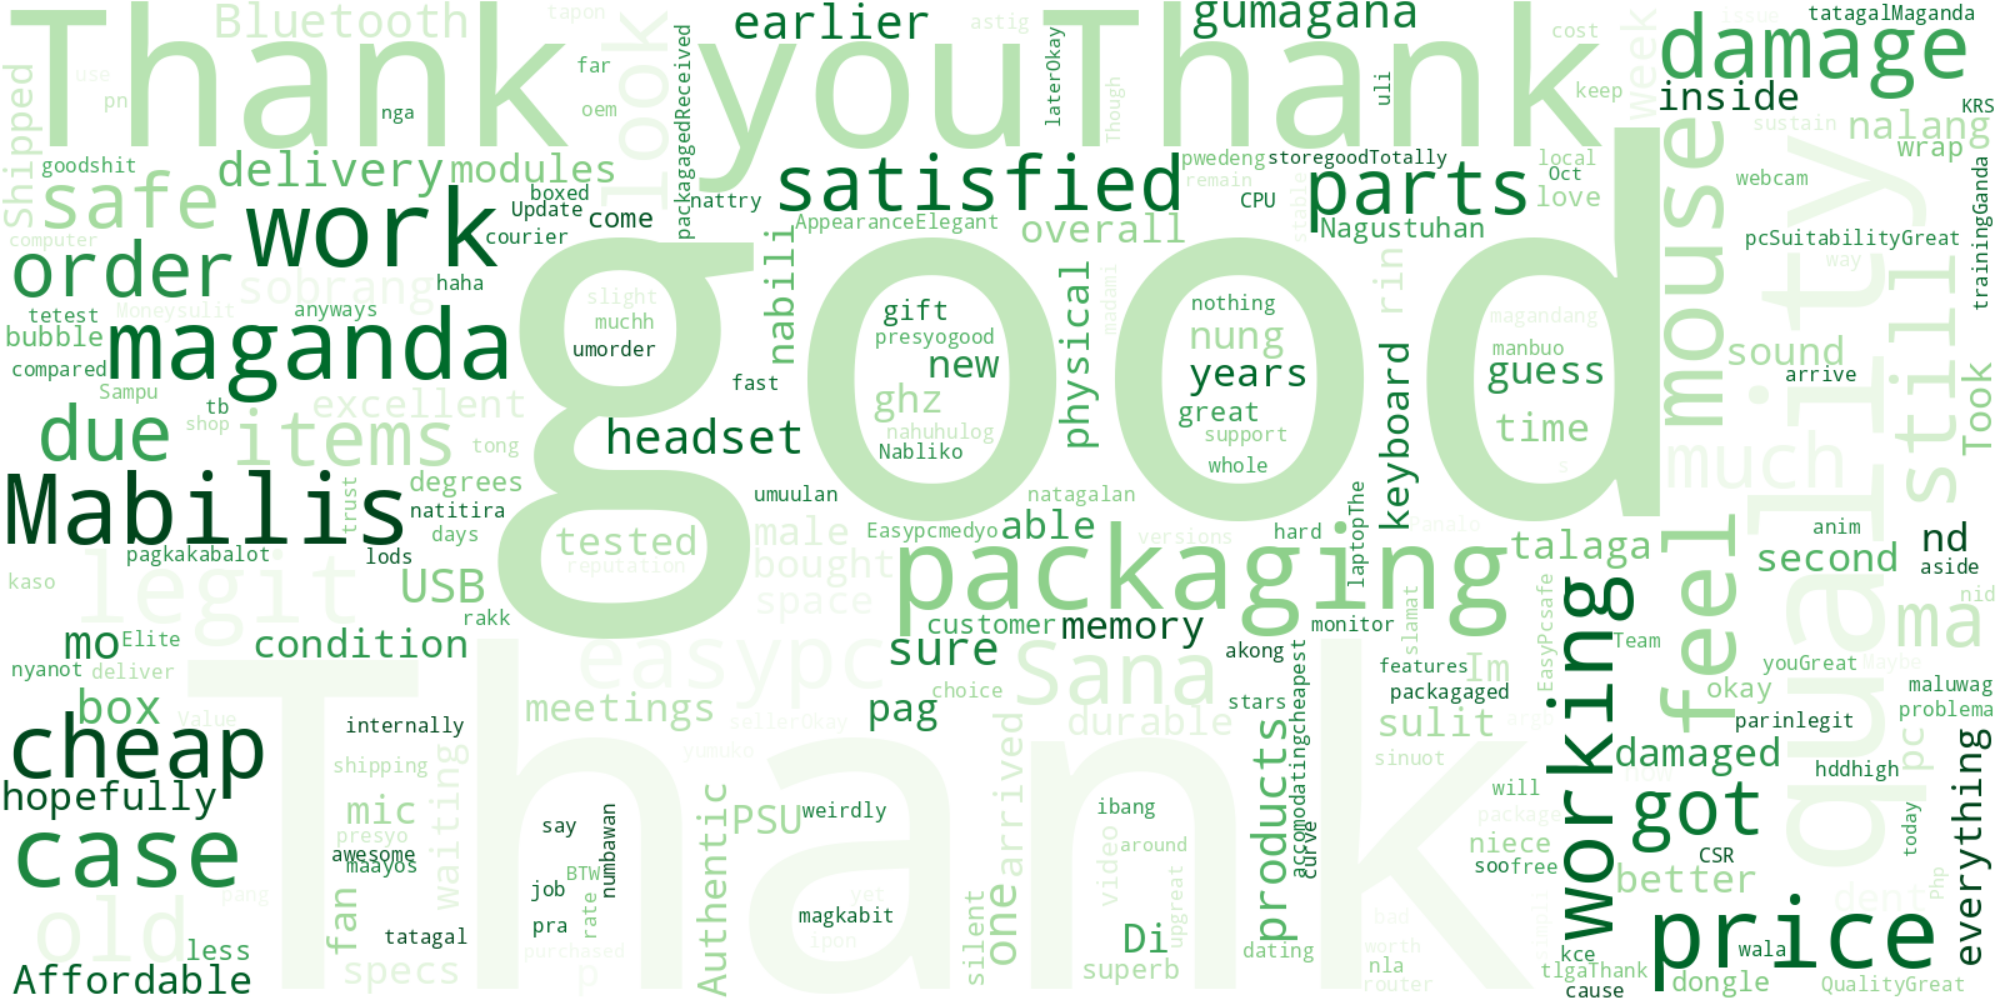 Thank youThank
good
Thank
quality
packaging
Bluetooth
tapon
earlier
astig
gumagana
cost
issue
tatagalMaganda
damage
use
pn
far
oem
nga
look
packagagedReceived
laterOkay
Though
uli
keep
week
inside
KRS
sustain
nalang
wrap
Shipped
goodshit
safe
delivery
modules
boxed
Update
courier
come
nattry
satisfied
pwedeng
remain
storegoodTotally
CPU
parts
local
Oct
love
webcam
mouse
computer
order
work
sobrang
haha
AppearanceElegant
overall
stable
Nagustuhan
pcSuitabilityGreat
way
trainingGanda
still
tetest
Moneysulit
anyways
bubble
maganda
compared
Sampu
slight
muchh
umorder
nabili
gift
presyogood
new
ghz
nahuhulog
Nabliko
physical
madami
nothing
nung
years
great
support
whole
rin
keyboard
magandang
manbuo
guess
time
s
sound
arrive
Took
fast
due
tb
shop
items
excellent
tong
headset
much
Mabilis
trust
degrees
natitira
days
lods
pagkakabalot
umuulan
natagalan
tested
reputation
male
bought
space
Easypcmedyo
able
versions
hard
laptopThe
Panalo
talaga
feel
anim
second
nd
aside
kaso
legit
USB
rakk
nid
ma
mo
Elite
condition
customer
memory
monitor
slamat
EasyPcsafe
working
Team
nyanot
deliver
easypc
sure
Sana
akong
features
Im
packagaged
youGreat
Maybe
okay
maluwag
problema
box
Value
internally
meetings
sellerOkay
choice
pag
durable
stars
sulit
argb
parinlegit
cheap
shipping
waiting
yumuko
arrived
products
accomodatingcheapest
sinuot
damaged
now
hddhigh
pc
everything
hopefully
mic
presyo
awesome
maayos
say
numbawan
Authentic
PSU
weirdly
ibang
video
around
curve
will
package
niece
soofree
got
CSR
today
case
pang
BTW
job
rate
pra
yet
magkabit
ipon
silent
one
upgreat
better
dent
Php
old
less
fan
tatagal
purchased
Di
dating
bad
worth
simpli
price
wala
Affordable
specs
p
superb
nla
router
kce
tlgaThank
cause
dongle
QualityGreat